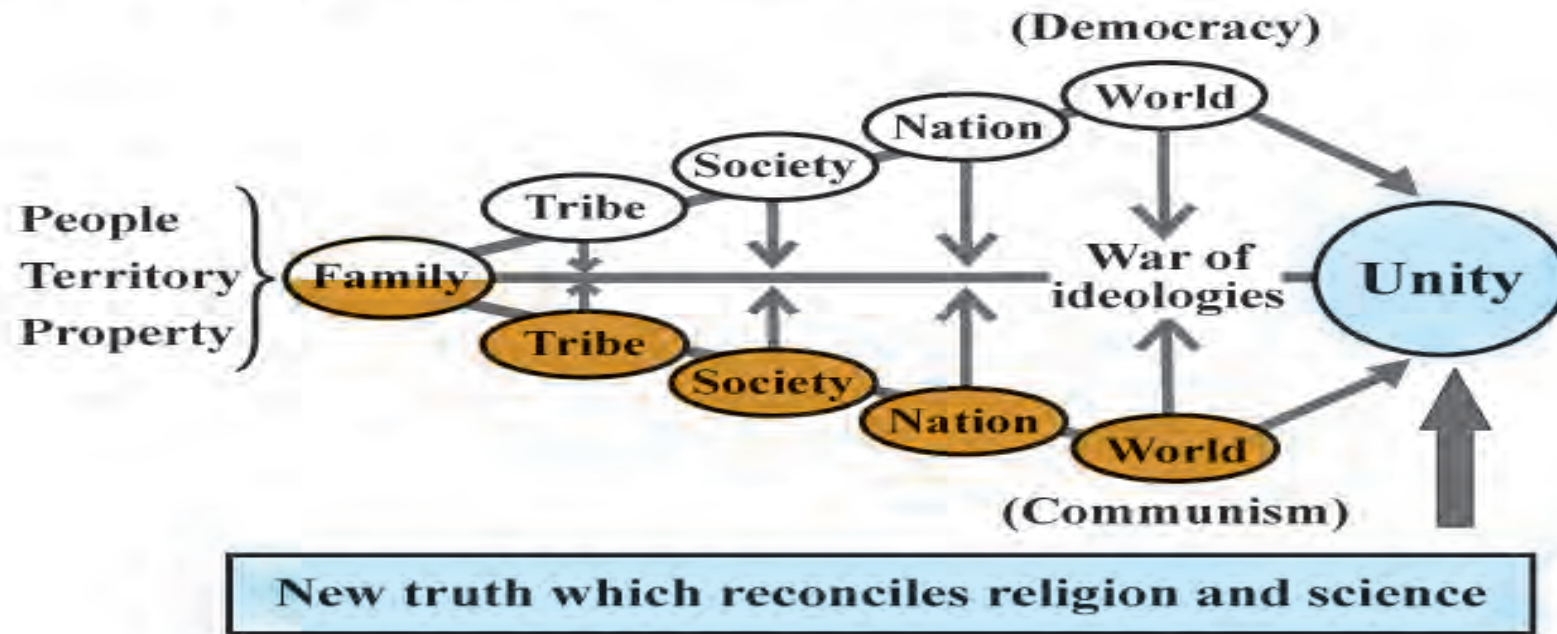 (Democracy)
World
Nation
Society
Tribe
People
Territory
Property
Family
War of
ideologies
Unity
Tribe
Society
Nation
World
(Communism)
New truth which reconciles religion and science